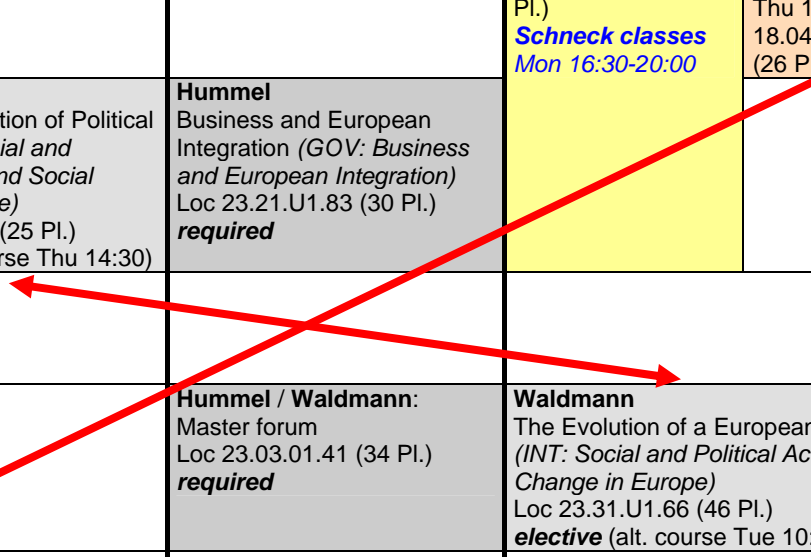 Pl.)
Schneck classes
Mon 16:30-20:00
Thu 1
18.04
(26 P
tion of Political
ial and
nd Social
e)
(25 Pl.)
rse Thu 14:30)
Hummel
Business and European
Integration (GOV: Business
and European Integration)
Loc 23.21.U1.83 (30 Pl.)
required
Hummel / Waldmann:
Master forum
Loc 23.03.01.41 (34 Pl.)
required
Waldmann
The Evolution of a European
(INT: Social and Political Ac
Change in Europe)
Loc 23.31.U1.66 (46 Pl.)
elective (alt. course Tue 10: